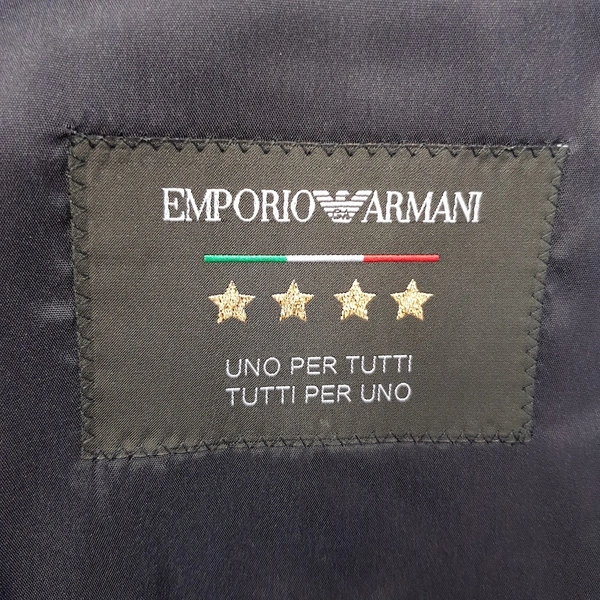 EMPORIO ARMANI
UNO PER TUTTI
TUTTI PER UNO